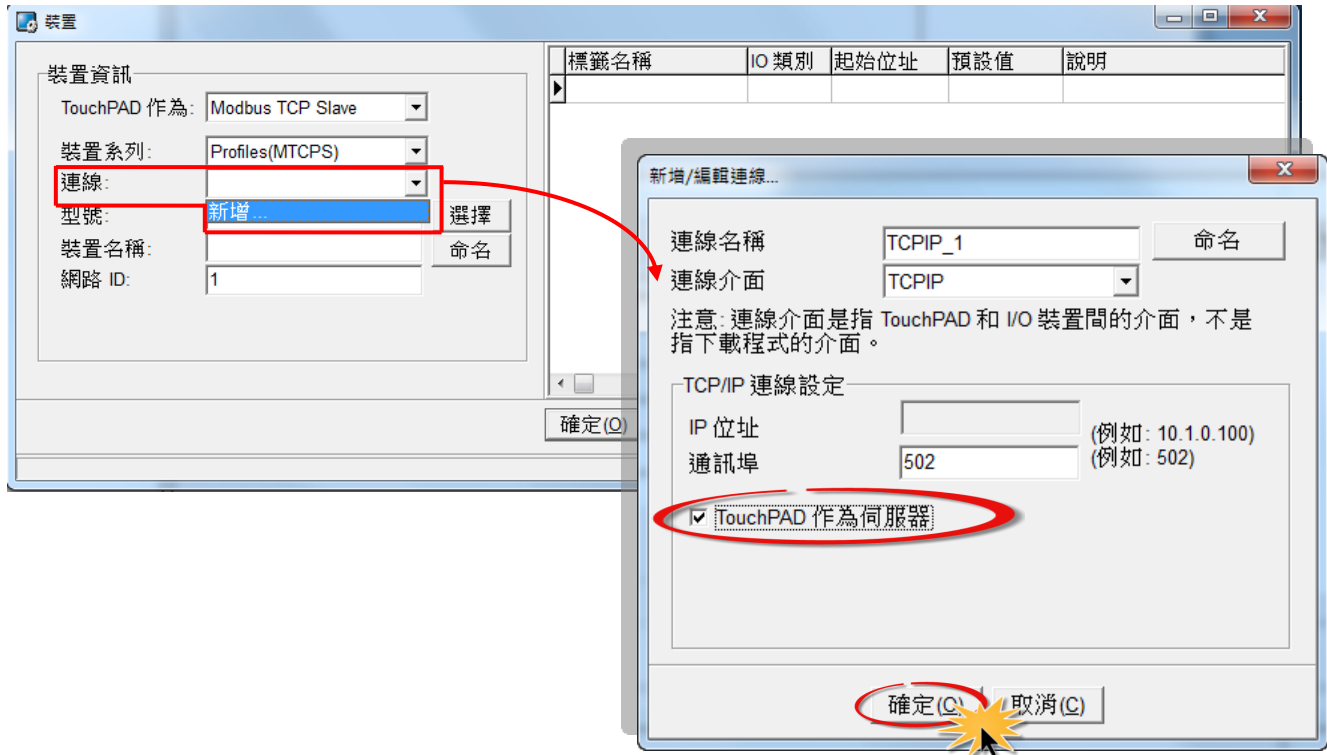 裝置
裝置資訊
TouchPAD 作為: Modbus TCP Slave
裝置系列: Profiles(MTCPS)
連線:
新增...
型號: 選擇
裝置名稱: 命名
網路 ID: 1
標籤名稱 IO 類別 起始位址 預設值 說明
確定(O)
新增/編輯連線...
連線名稱 TCPIP_1 命名
連線介面 TCPIP
注意: 連線介面是指 TouchPAD 和 I/O 裝置間的介面，不是
指下載程式的介面。
TCP/IP 連線設定
IP 位址 (例如: 10.1.0.100)
通訊埠 502 (例如: 502)
TouchPAD 作為伺服器
確定(O) 取消(C)